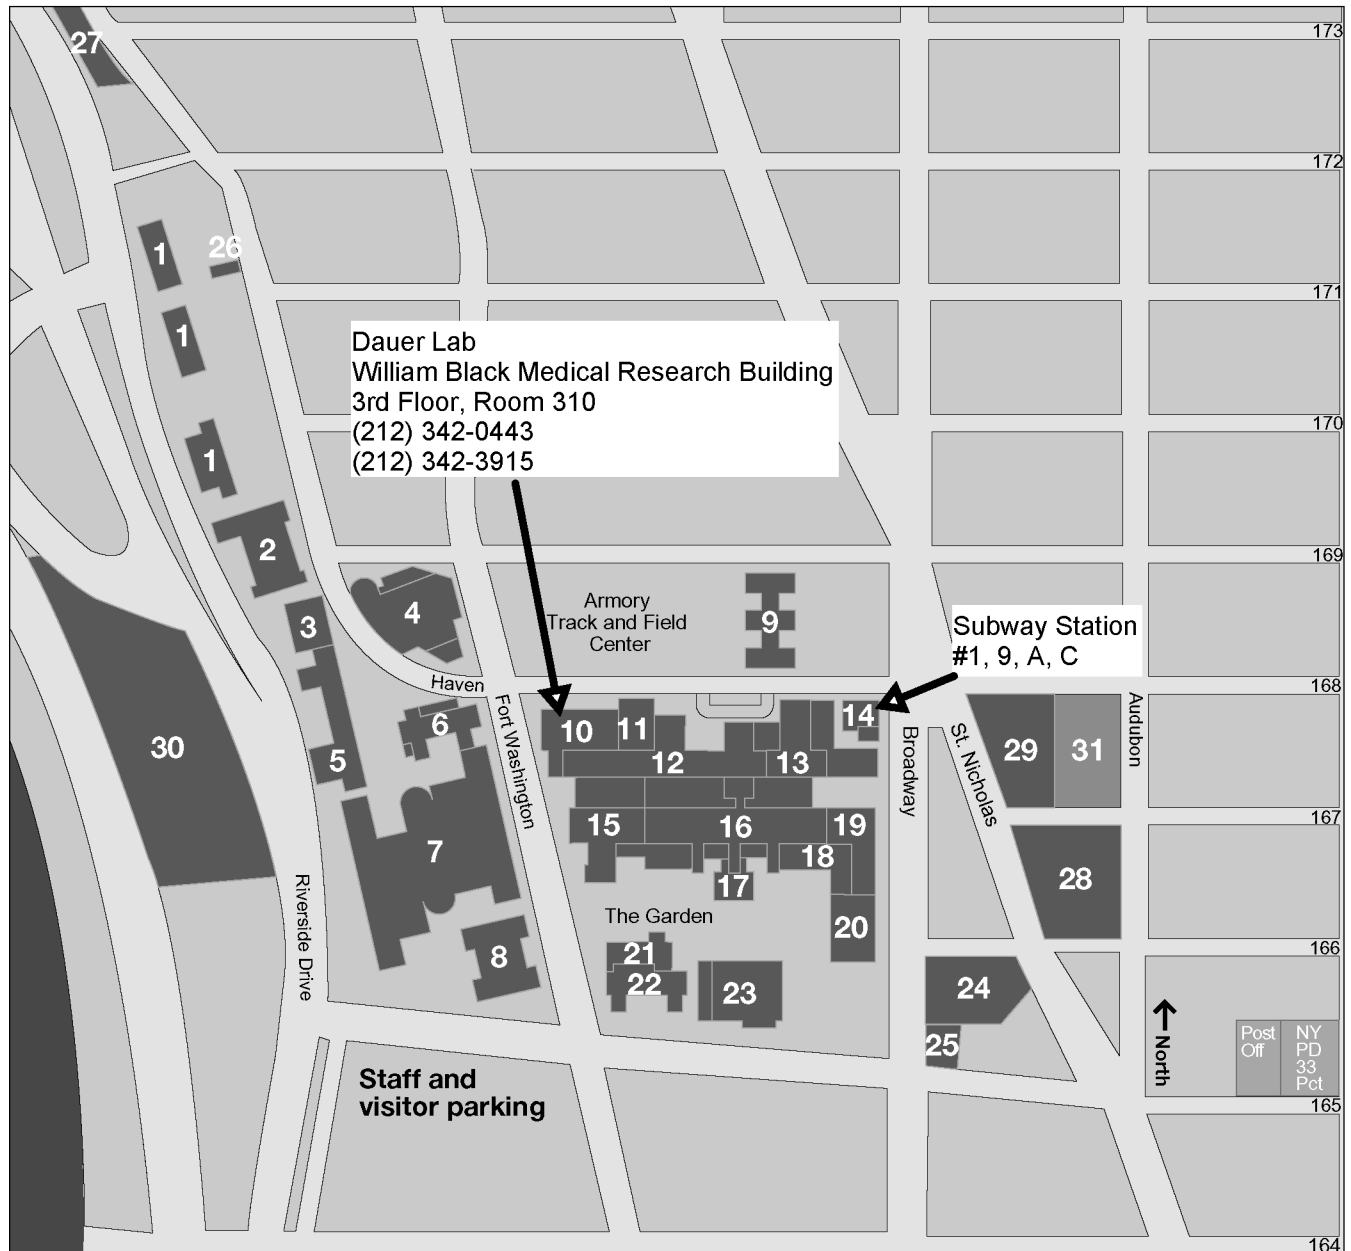 173
27
172
1
26
171
1
Dauer Lab
William Black Medical Research Building
3rd Floor, Room 310
(212) 342-0443
(212) 342-3915
170
1
2
169
Armory
Track and Field
Center
9
4
3
Subway Station
#1, 9, A, C
Haven
168
Fort Washington
6
10
11
14
Broadway
St. Nicholas
Audubon
30
5
12
13
29
31
167
7
15
16
19
18
17
28
Riverside Drive
The Garden
20
166
8
21
22
23
24
25
North
Post
Off
NY
PD
33
Pct
165
Staff and
visitor parking
164